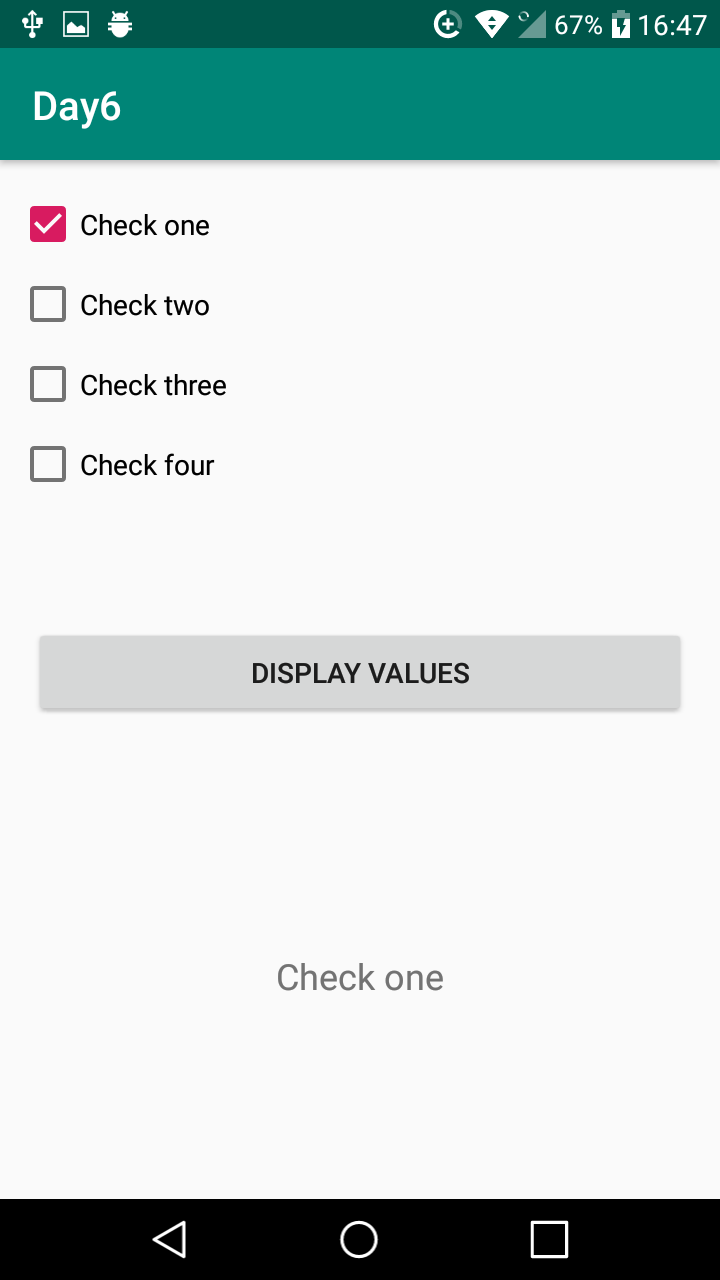 67% 16:47
Day6
Check one
Check two
Check three
Check four
DISPLAY VALUES
Check one